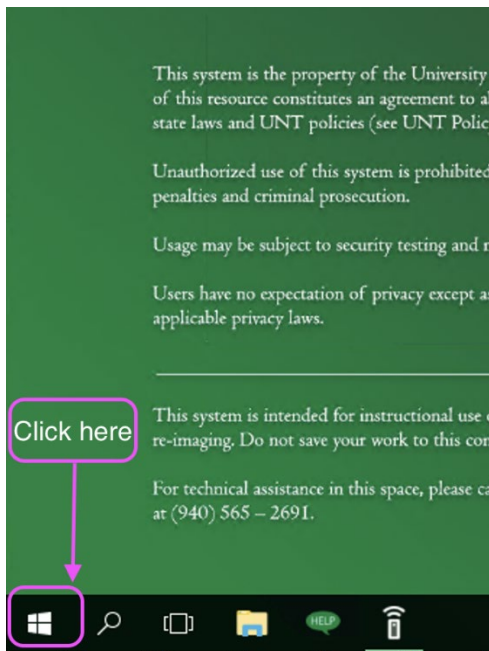 This system is the property of the University
of this resource constitutes an agreement to
state laws and UNT policies (see UNT
Unauthorized use of this system is prohibited
penalties and criminal prosecution.
Usage may be subject to security testing and
Users have no expectation of privacy except
applicable privacy laws.
Click here
This system is intended for instructional use
re-imaging. Do not save your work to this
For technical assistance in this space, please
at (940) 565 – 2691.
HELP